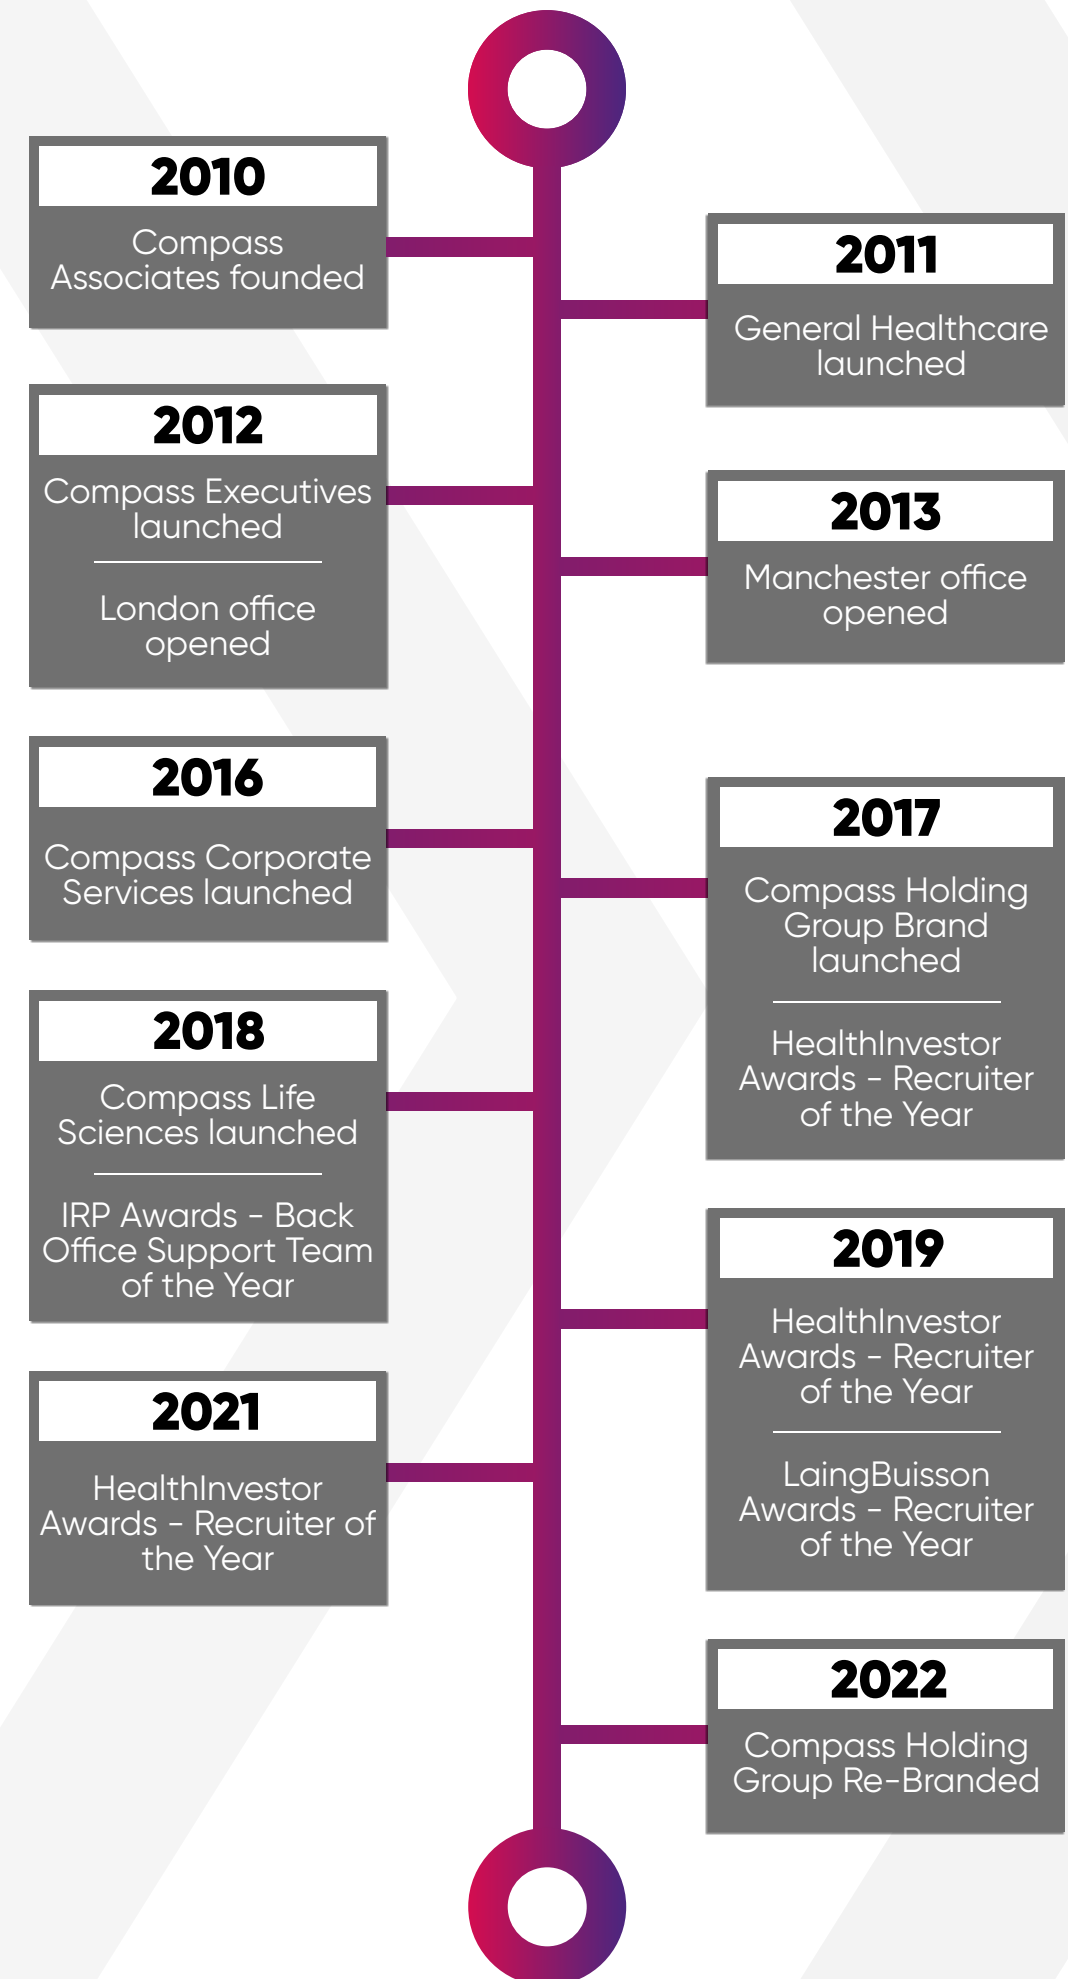 2010
Compass
Associates founded
2011
General Healthcare
launched
2012
Compass Executives
launched
London office
opened
2013
Manchester office
opened
2016
Compass Corporate
Services launched
2017
Compass Holding
Group Brand
launched
HealthInvestor
Awards - Recruiter
of the Year
2018
Compass Life
Sciences launched
IRP Awards - Back
Office Support Team
of the Year
2019
HealthInvestor
Awards - Recruiter
of the Year
LaingBuisson
Awards - Recruiter
of the Year
2021
HealthInvestor
Awards - Recruiter of
the Year
2022
Compass Holding
Group Re-Branded